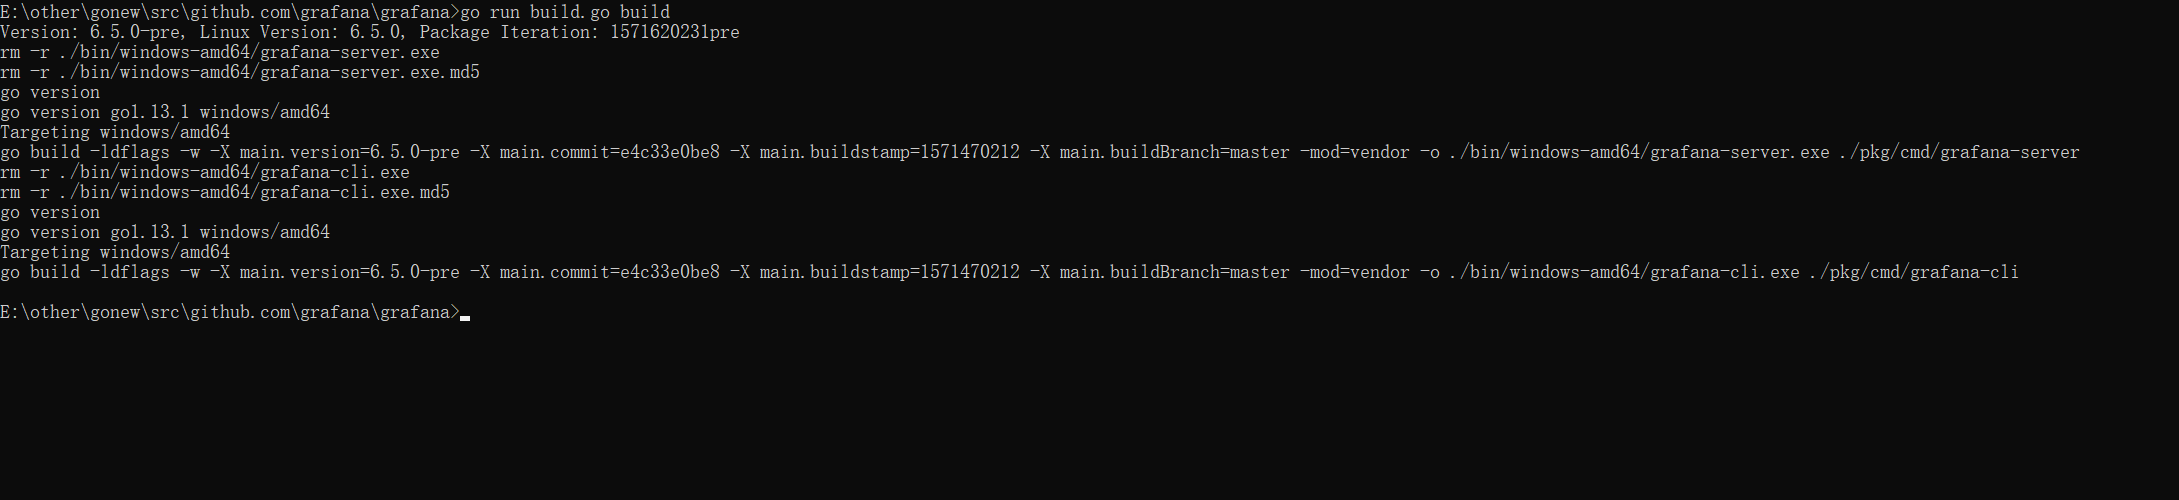 E:\other\gonew\src\github.com\grafana\grafana>go run build.go build
Version: 6.5.0-pre, Linux Version: 6.5.0, Package Iteration: 1571620231pre
rm -r ./bin/windows-amd64/grafana-server.exe
rm -r ./bin/windows-amd64/grafana-server.exe.md5
go version
go version go1.13.1 windows/amd64
Targeting windows/amd64
go build -ldflags -w -X main.version=6.5.0-pre -X main.commit=e4c33e0be8 -X main.buildstamp=1571470212 -X main.buildBranch=master -mod=vendor -o ./bin/windows-amd64/grafana-server.exe ./pkg/cmd/grafana-server
rm -r ./bin/windows-amd64/grafana-cli.exe
rm -r ./bin/windows-amd64/grafana-cli.exe.md5
go version
go version go1.13.1 windows/amd64
Targeting windows/amd64
go build -ldflags -w -X main.version=6.5.0-pre -X main.commit=e4c33e0be8 -X main.buildstamp=1571470212 -X main.buildBranch=master -mod=vendor -o ./bin/windows-amd64/grafana-cli.exe ./pkg/cmd/grafana-cli
E:\other\gonew\src\github.com\grafana\grafana>